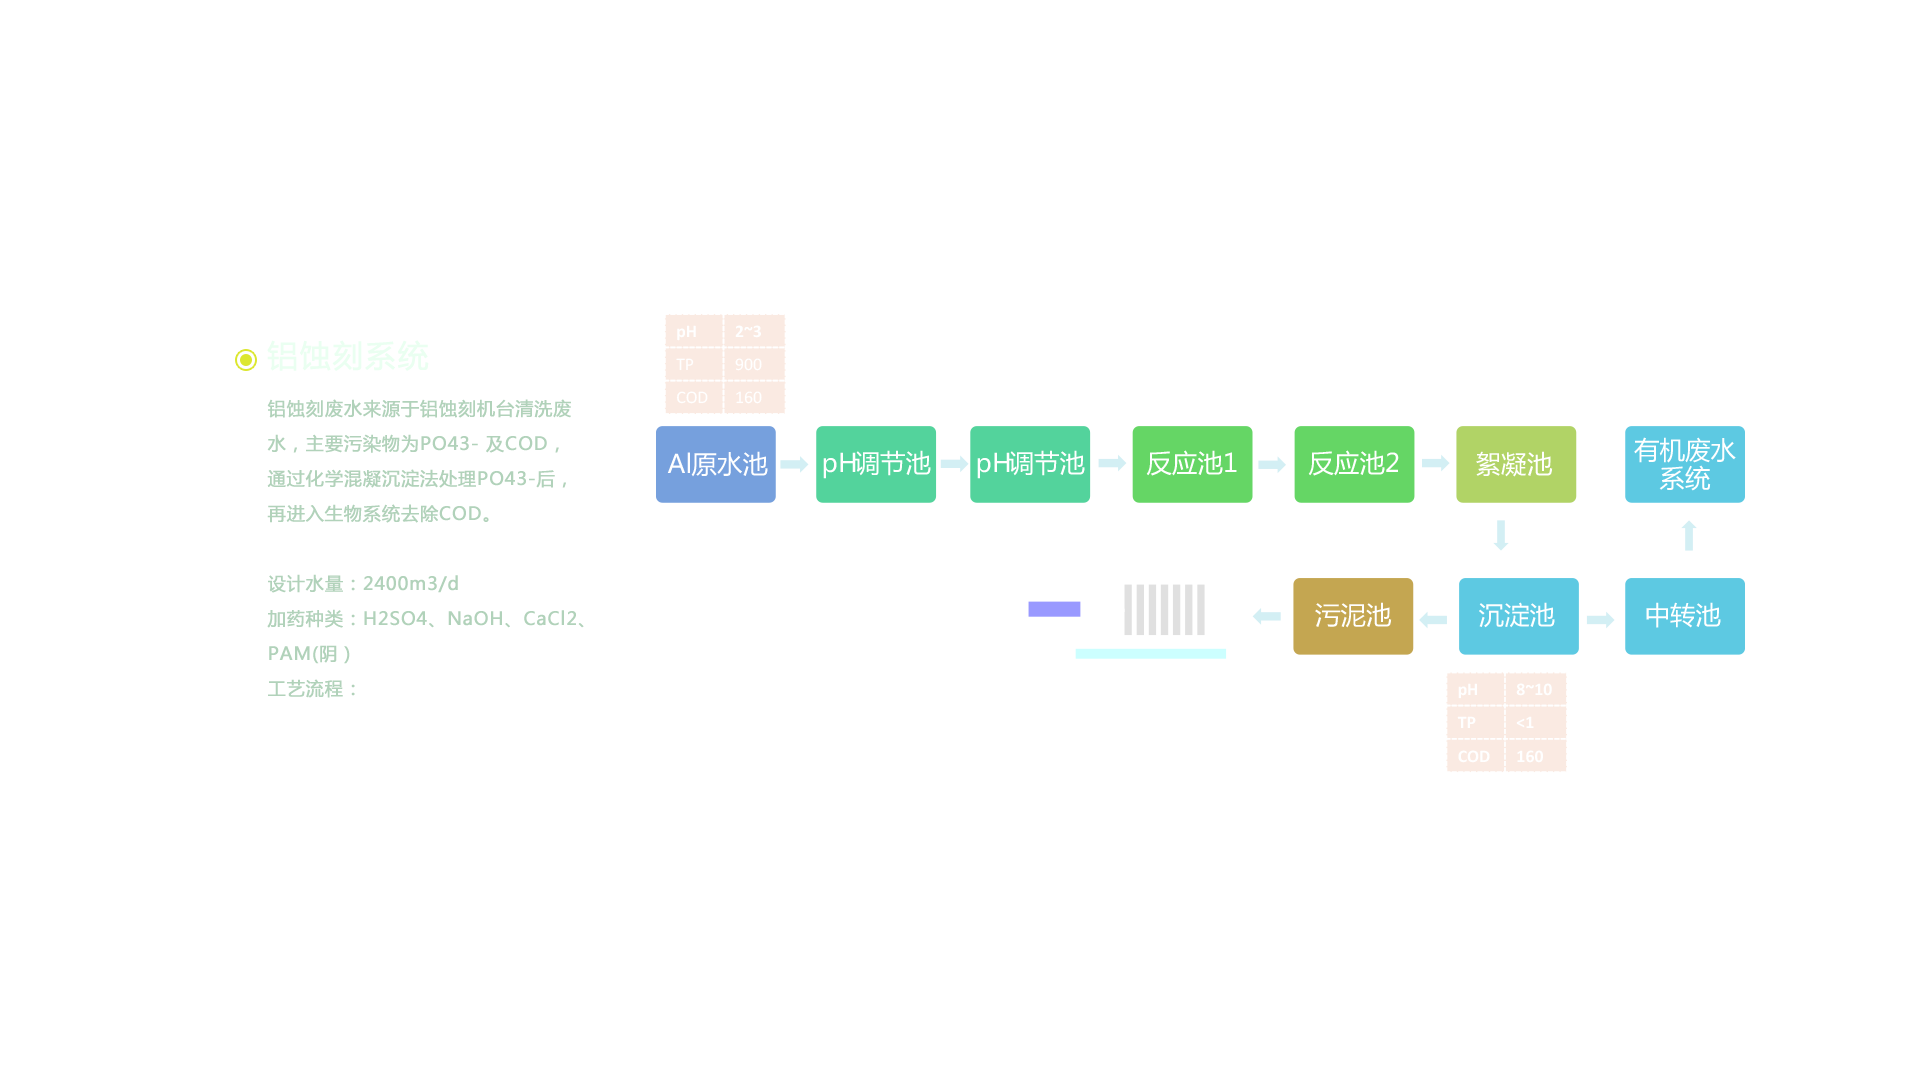 铝蚀刻系统
铝蚀刻废水来源于铝蚀刻机台清洗废
水，主要污染物为PO43- 及COD，
通过化学混凝沉淀法处理PO43-后，
再进入生物系统去除COD。
设计水量：2400m3/d
加药种类：H2SO4、NaOH、CaCl2、
PAM(阴）
工艺流程：
pH 2~3
TP 900
COD 160
Al原水池
pH调节池
pH调节池
反应池1
反应池2
絮凝池
有机废水
系统
污泥池
沉淀池
中转池
pH 8~10
TP <1
COD 160